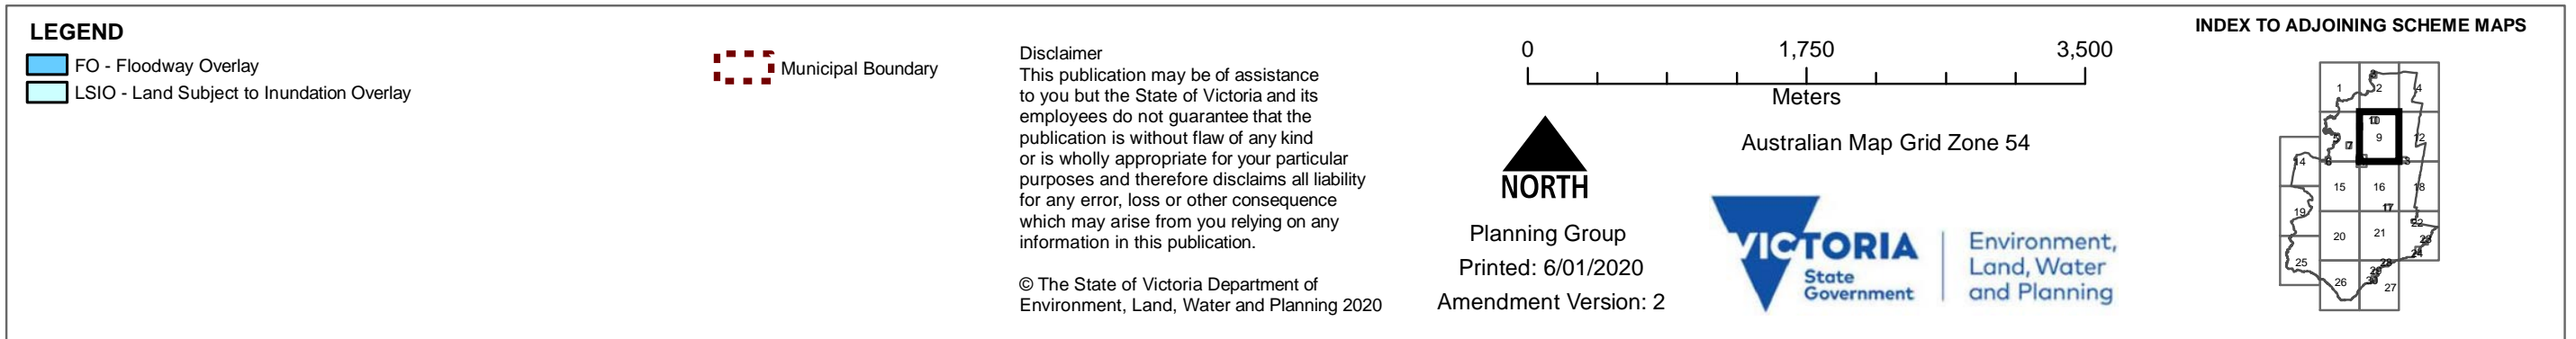 LEGEND
FO - Floodway Overlay
LSIO - Land Subject to Inundation Overlay
Municipal Boundary
Disclaimer
This publication may be of assistance
to you but the State of Victoria and its
employees do not guarantee that the
publication is without flaw of any kind
or is wholly appropriate for your particular
purposes and therefore disclaims all liability
for any error, loss or other consequence
which may arise from you relying on any
information in this publication.
© The State of Victoria Department of
Environment, Land, Water and Planning 2020
0 1,750 3,500
Meters
Australian Map Grid Zone 54
NORTH
Planning Group
Printed: 6/01/2020
Amendment Version: 2
VICTORIA
State
Government
Environment,
Land, Water
and Planning
INDEX TO ADJOINING SCHEME MAPS
1 2 4
10
9 12
14
15 16 18
17
19
22
20 21
23
24
25
28
26 27